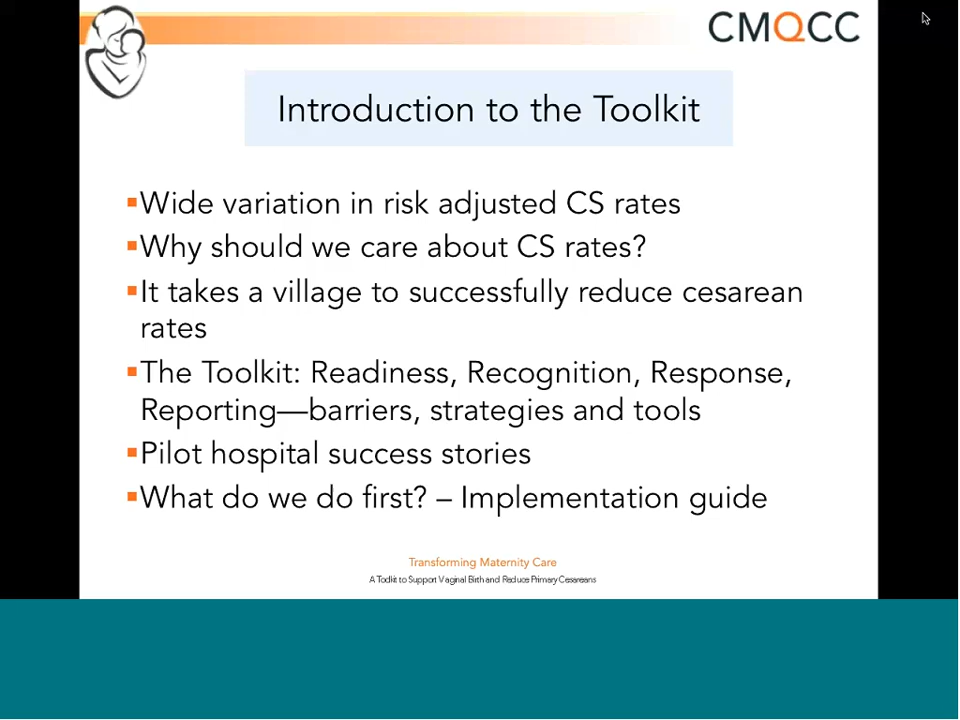 CMQCC
Introduction to the Toolkit
▪Wide variation in risk adjusted CS rates
▪Why should we care about CS rates?
▪It takes a village to successfully reduce cesarean
rates
▪The Toolkit: Readiness, Recognition, Response,
Reporting—barriers, strategies and tools
▪Pilot hospital success stories
▪What do we do first? – Implementation guide
Transforming Maternity Care
A Toolkit to Support Vaginal Birth and Reduce Primary Cesareans